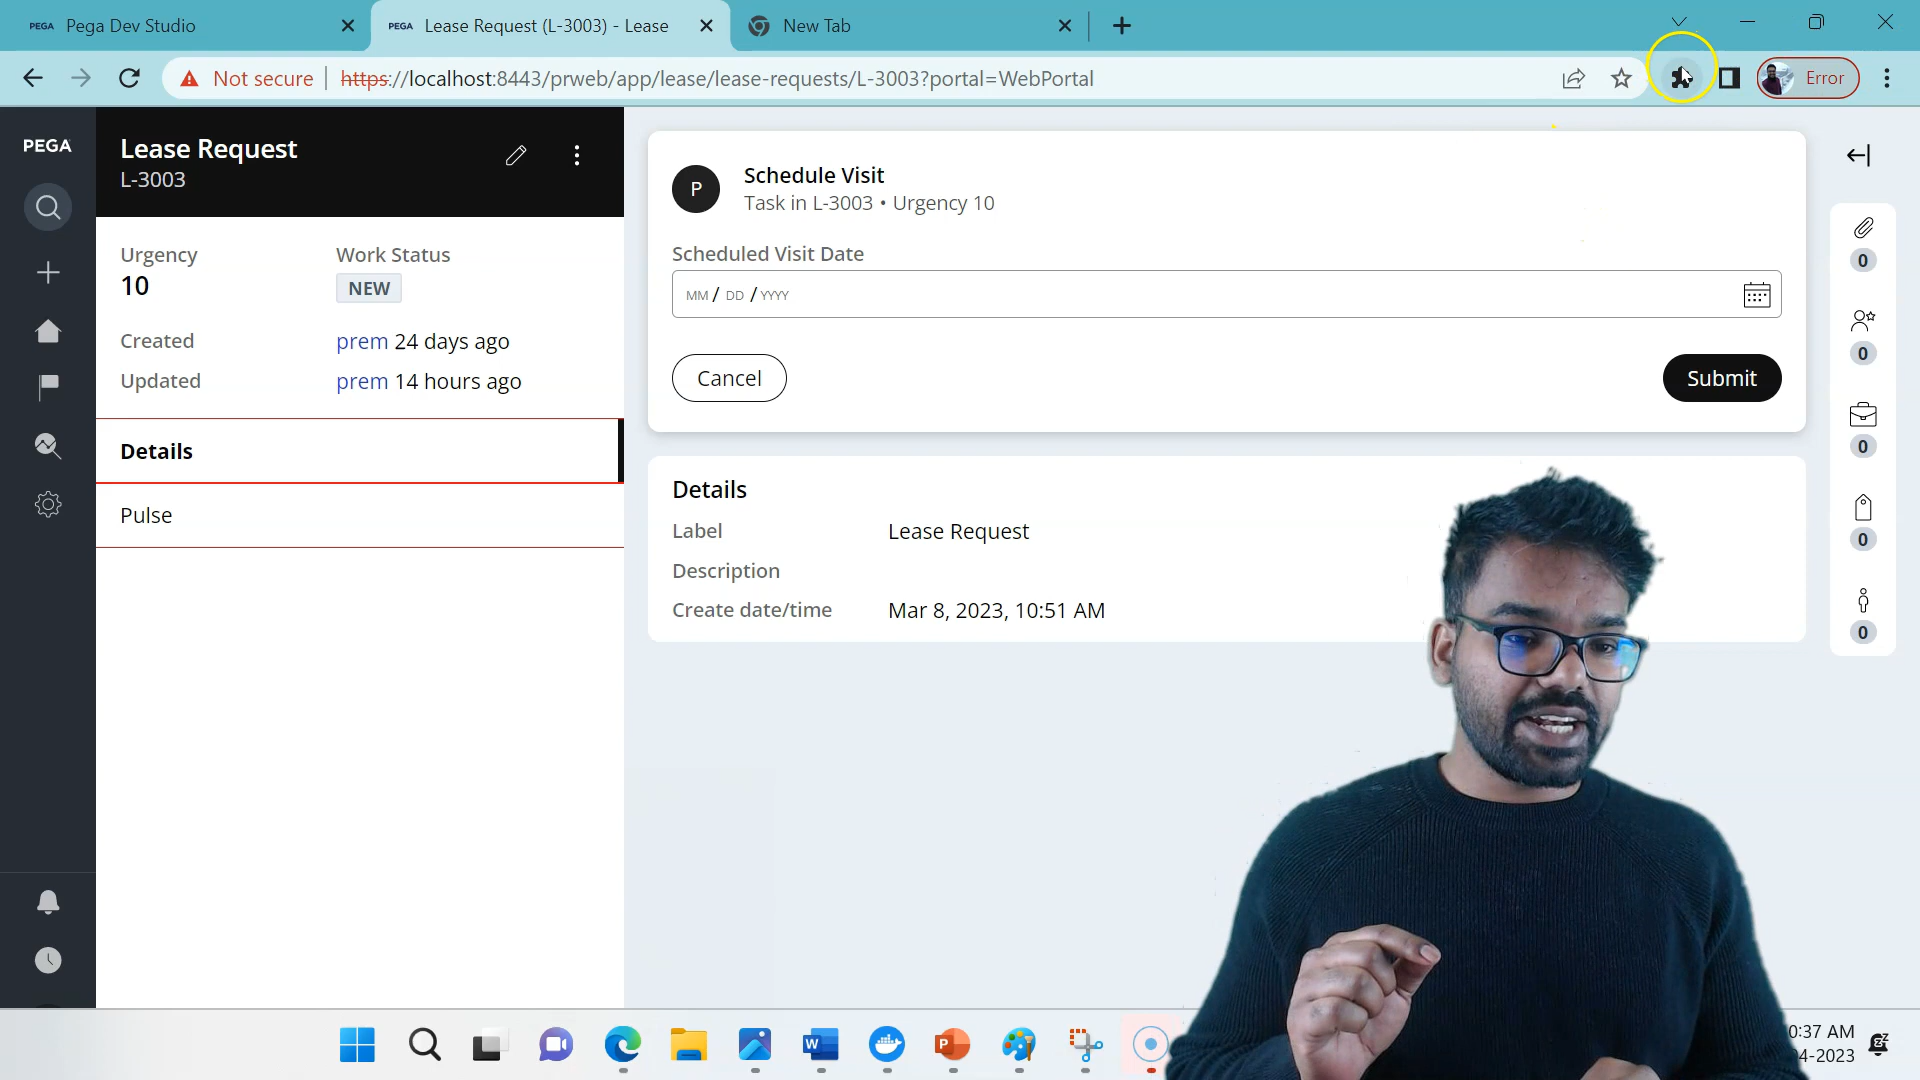 PEGA Pega Dev Studio
PEGA Lease Request (L-3003) - Lease
New Tab
Not secure https://localhost:8443/prweb/app/lease/lease-requests/L-3003?portal=WebPortal
Error
PEGA
Lease Request
L-3003
Urgency
10
Work Status
NEW
Created
prem 24 days ago
Updated
prem 14 hours ago
Details
Pulse
P
Schedule Visit
Task in L-3003 • Urgency 10
Scheduled Visit Date
MM / DD / YYYY
Cancel
Submit
Details
Label
Lease Request
Description
Create date/time
Mar 8, 2023, 10:51 AM
0
0
0
0
0
W
P
0:37 AM
4-2023